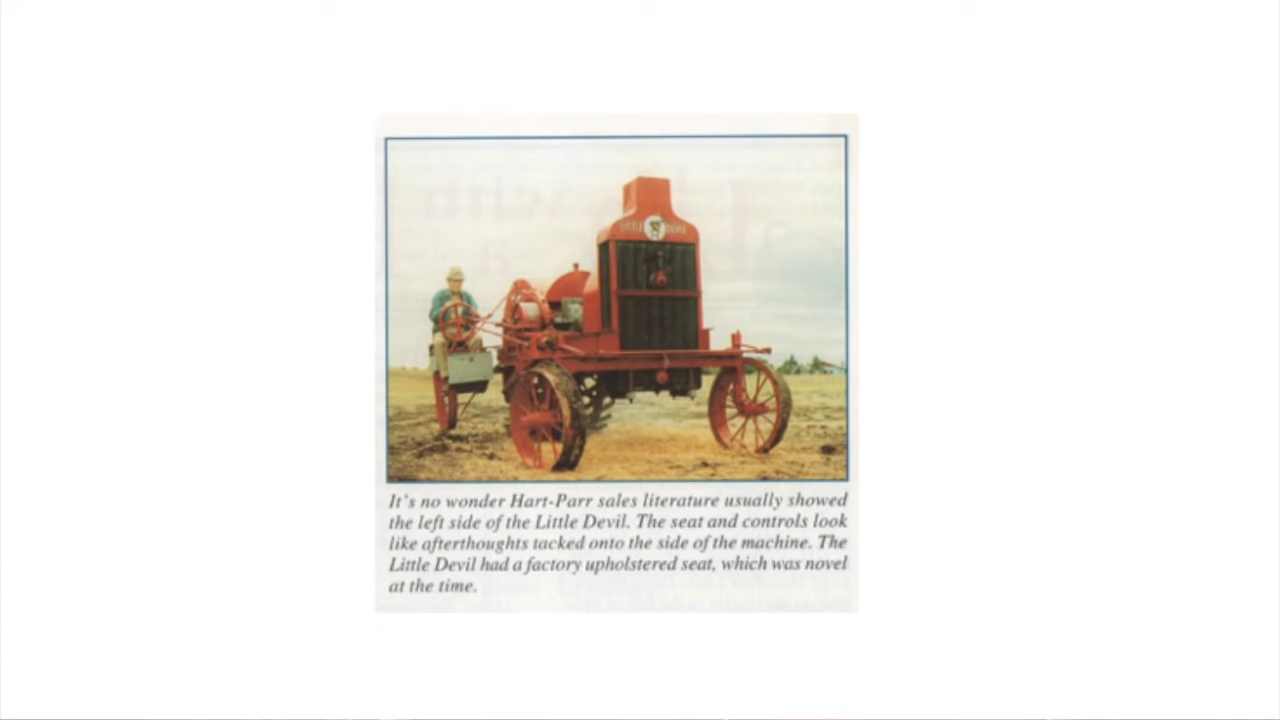 LITTLE DEVIL
It's no wonder Hart-Parr sales literature usually showed
the left side of the Little Devil. The seat and controls look
like afterthoughts tacked onto the side of the machine. The
Little Devil had a factory upholstered seat, which was novel
at the time.